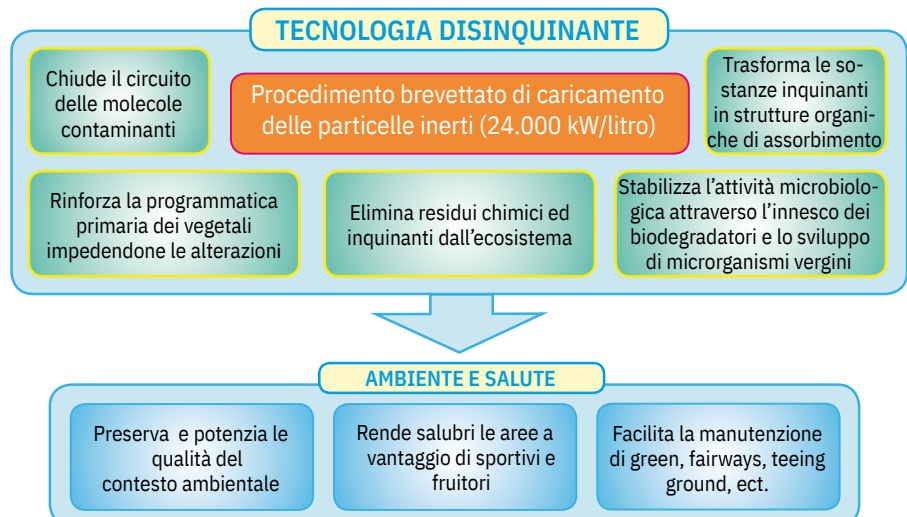 TECNOLOGIA DISINQUINANTE
Chiude il circuito
delle molecole
contaminanti
Procedimento brevettato di caricamento
delle particelle inerti (24.000 kW/litro)
Trasforma le so-
stanze inquinanti
in strutture organi-
che di assorbimento
Rinforza la programmatica
primaria dei vegetali
impedendone le alterazioni
Elimina residui chimici ed
inquinanti dall'ecosistema
Stabilizza l'attività microbiolo-
gica attraverso l'innesco dei
biodegradatori e lo sviluppo
di microrganismi vergini
AMBIENTE E SALUTE
Preserva e potenzia le
qualità del
contesto ambientale
Rende salubri le aree a
vantaggio di sportivi e
fruitori
Facilita la manutenzione
di green, fairways, teeing
ground, ect.